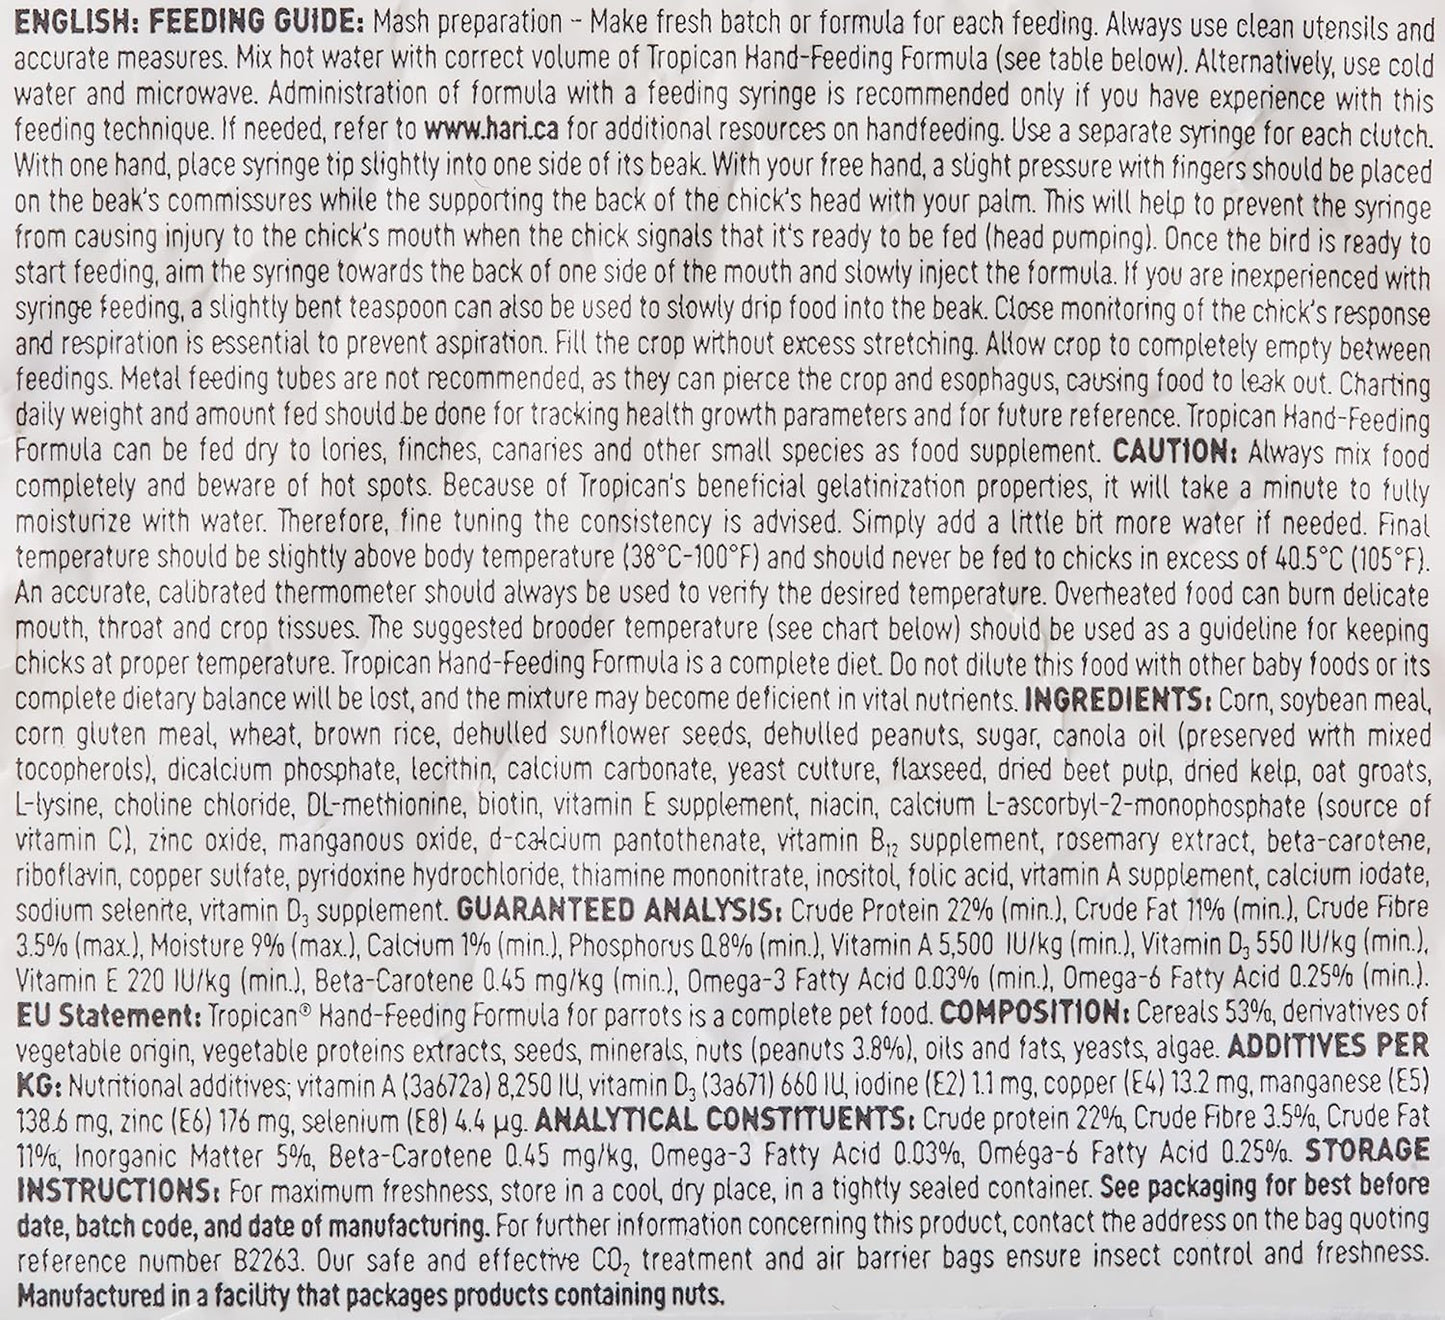 ENGLISH: FEEDING GUIDE: Mash preparation - Make fresh batch or formula for each feeding. Always use clean utensils and
accurate measures. Mix hot water with correct volume of Tropican Hand-Feeding Formula (see table below). Alternatively, use cold
water and microwave. Administration of formula with a feeding syringe is recommended only if you have experience with this
feeding technique. If needed, refer to www.hari.ca for additional resources on handfeeding. Use a separate syringe for each clutch.
With one hand, place syringe tip slightly into one side of its beak. With your free hand, a slight pressure with fingers should be placed
on the beak's commissures while the supporting the back of the chick's head with your palm. This will help to prevent the syringe
from causing injury to the chick's mouth when the chick signals that it's ready to be fed (head pumping). Once the bird is ready to
start feeding, aim the syringe towards the back of one side of the mouth and slowly inject the formula. If you are inexperienced with
syringe feeding, a slightly bent teaspoon can also be used to slowly drip food into the beak. Close monitoring of the chick's response
and respiration is essential to prevent aspiration. Fill the crop without excess stretching. Allow crop to completely empty between
feedings. Metal feeding tubes are not recommended, as they can pierce the crop and esophagus, causing food to leak out. Charting
daily weight and amount fed should be done for tracking health growth parameters and for future reference. Tropican Hand-Feeding
Formula can be fed dry to lories, finches, canaries and other small species as food supplement. CAUTION: Always mix food
completely and beware of hot spots. Because of Tropican's beneficial gelatinization properties, it will take a minute to fully
moisturize with water. Therefore, fine tuning the consistency is advised. Simply add a little bit more water if needed. Final
temperature should be slightly above body temperature (38°C-100°F) and should never be fed to chicks in excess of 40.5°C (105°F).
An accurate, calibrated thermometer should always be used to verify the desired temperature. Overheated food can burn delicate
mouth, throat and crop tissues. The suggested brooder temperature (see chart below) should be used as a guideline for keeping
chicks at proper temperature. Tropican Hand-Feeding Formula is a complete diet. Do not dilute this food with other baby foods or its
complete dietary balance will be lost, and the mixture may become deficient in vital nutrients. INGREDIENTS: Corn, soybean meal,
corn gluten meal, wheat, brown rice, dehulled sunflower seeds, dehulled peanuts, sugar, canola oil (preserved with mixed
tocopherols), dicalcium phosphate, lecithin, calcium carbonate, yeast culture, flaxseed, dried beet pulp, dried kelp, oat groats,
L-lysine, choline chloride, DL-methionine, biotin, vitamin E supplement, niacin, calcium L-ascorbyl-2-monophosphate (source of
vitamin C), zinc oxide, manganous oxide, d-calcium pantothenate, vitamin B₁₂ supplement, rosemary extract, beta-carotene,
riboflavin, copper sulfate, pyridoxine hydrochloride, thiamine mononitrate, inositol, folic acid, vitamin A supplement, calcium iodate,
sodium selenite, vitamin D₃ supplement. GUARANTEED ANALYSIS: Crude Protein 22% (min.), Crude Fat 11% (min.), Crude Fibre
3.5% (max.), Moisture 9% (max.), Calcium 1% (min.), Phosphorus 0.8% (min.), Vitamin A 5,500 IU/kg (min.), Vitamin D₃ 550 IU/kg (min.),
Vitamin E 220 IU/kg (min.), Beta-Carotene 0.45 mg/kg (min.), Omega-3 Fatty Acid 0.03% (min.), Omega-6 Fatty Acid 0.25% (min.).
EU Statement: Tropican® Hand-Feeding Formula for parrots is a complete pet food. COMPOSITION: Cereals 53%, derivatives of
vegetable origin, vegetable proteins extracts, seeds, minerals, nuts (peanuts 3.8%), oils and fats, yeasts, algae. ADDITIVES PER
KG: Nutritional additives; vitamin A (3a672a) 8,250 IU, vitamin D₃ (3a671) 660 IU, iodine (E2) 1.1 mg, copper (E4) 13.2 mg, manganese (E5)
138.6 mg, zinc (E6) 176 mg, selenium (E8) 4.4 µg. ANALYTICAL CONSTITUENTS: Crude protein 22%, Crude Fibre 3.5%, Crude Fat
11%, Inorganic Matter 5%, Beta-Carotene 0.45 mg/kg, Omega-3 Fatty Acid 0.03%, Oméga-6 Fatty Acid 0.25%. STORAGE
INSTRUCTIONS: For maximum freshness, store in a cool, dry place, in a tightly sealed container. See packaging for best before
date, batch code, and date of manufacturing. For further information concerning this product, contact the address on the bag quoting
reference number B2263. Our safe and effective CO₂ treatment and air barrier bags ensure insect control and freshness.
Manufactured in a facility that packages products containing nuts.